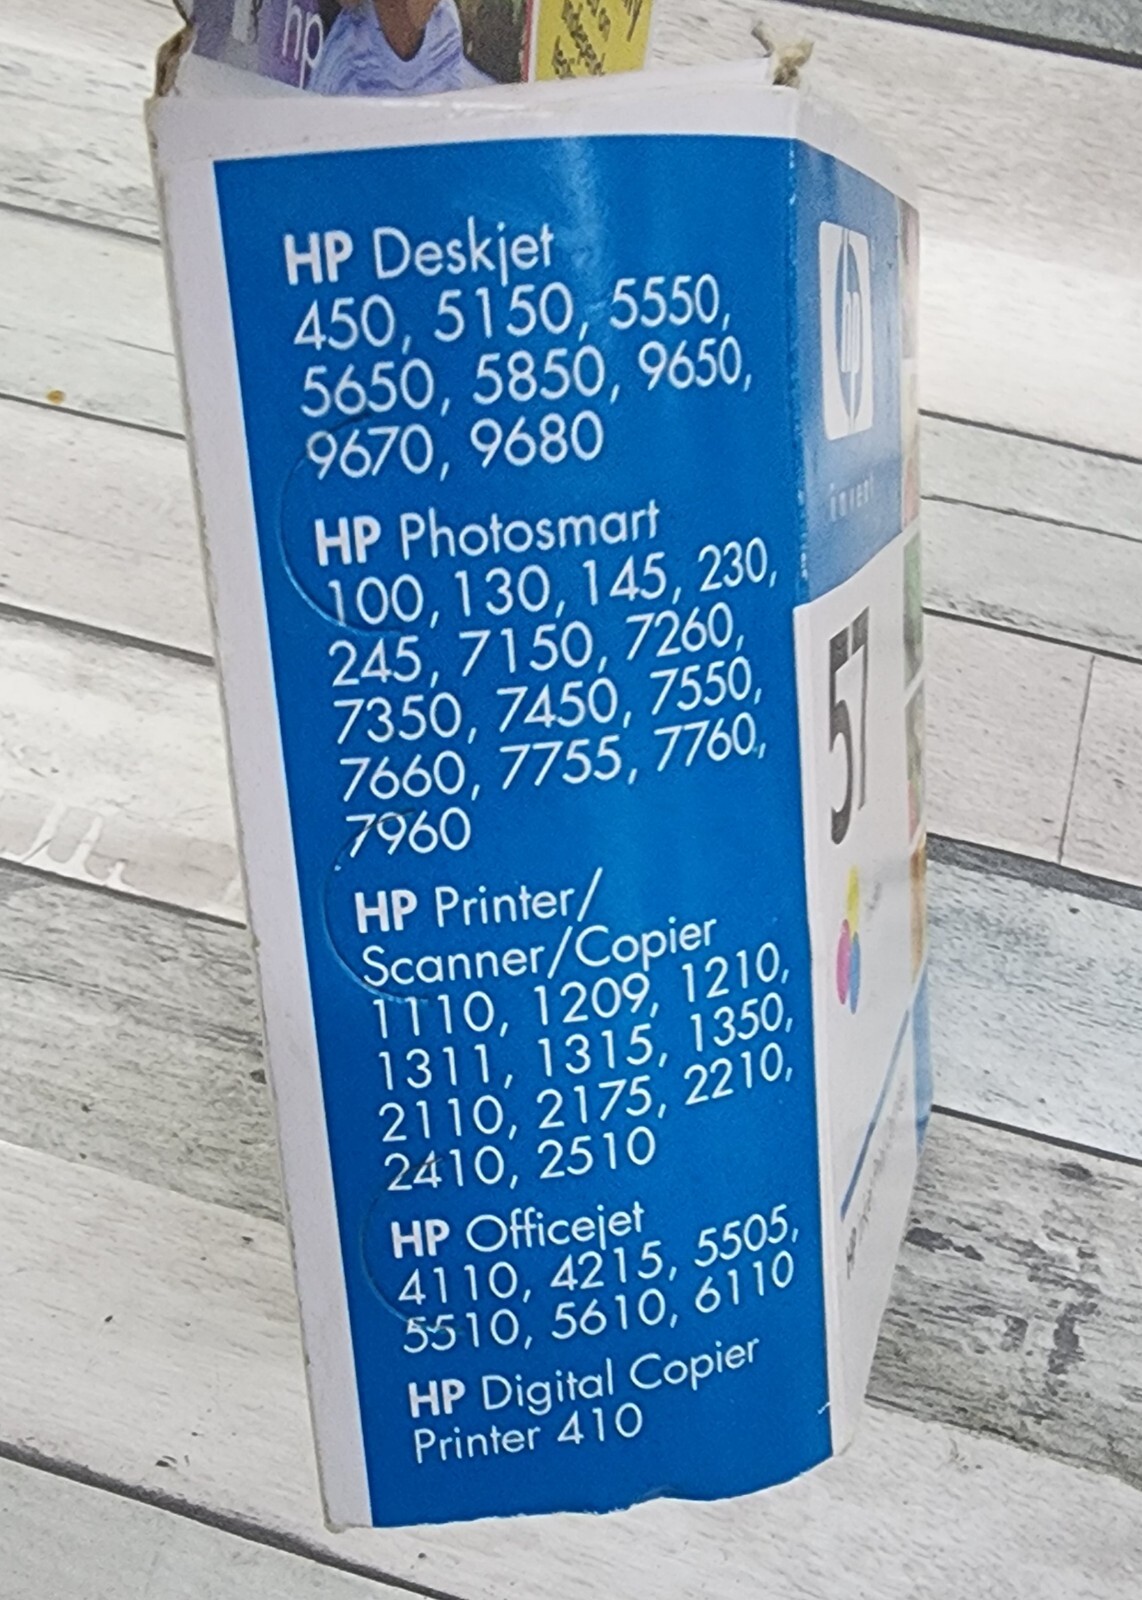 hp
HP Deskjet
450, 5150, 5550,
5650, 5850, 9650,
9670, 9680
HP Photosmart
100, 130, 145, 230,
245, 7150, 7260,
7350, 7450, 7550,
7660, 7755, 7760,
7960
HP Printer/
Scanner/Copier
1110, 1209, 1210,
1311, 1315, 1350,
2110, 2175, 2210,
2410, 2510
HP Officejet
4110, 4215, 5505,
5510, 5610, 6110
HP Digital Copier
Printer 410
hp
invent
57